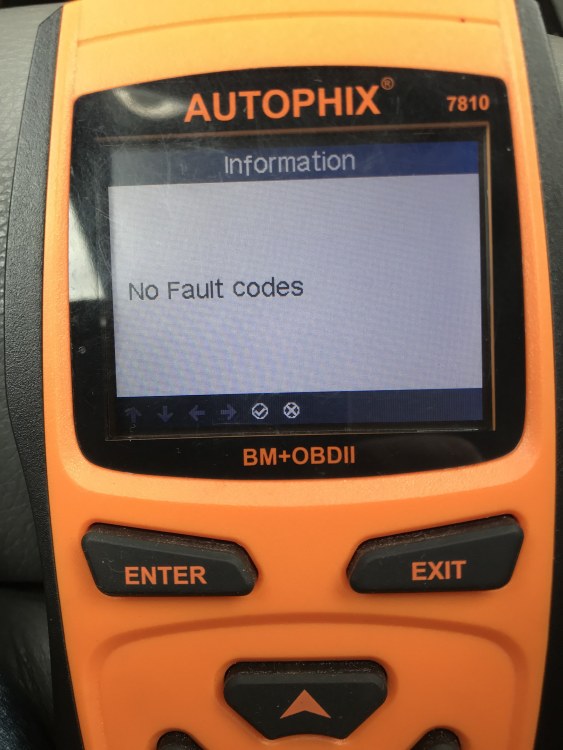 AUTOPHIX® 7810
Information
No Fault codes
BM+OBDII
ENTER EXIT